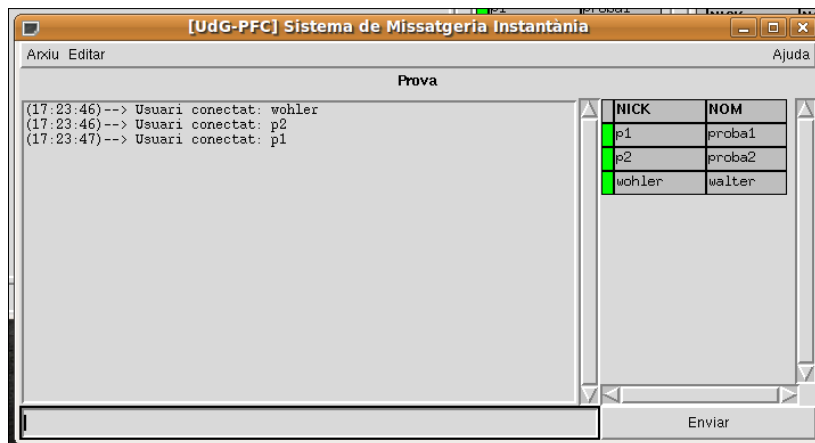 [UdG-PFC] Sistema de Missatgeria Instantània
Arxiu Editar Ajuda
Prova
(17:23:46)--> Usuari conectat: wohler
(17:23:46)--> Usuari conectat: p2
(17:23:47)--> Usuari conectat: p1
NICK NOM
p1 proba1
p2 proba2
wohler walter
Enviar